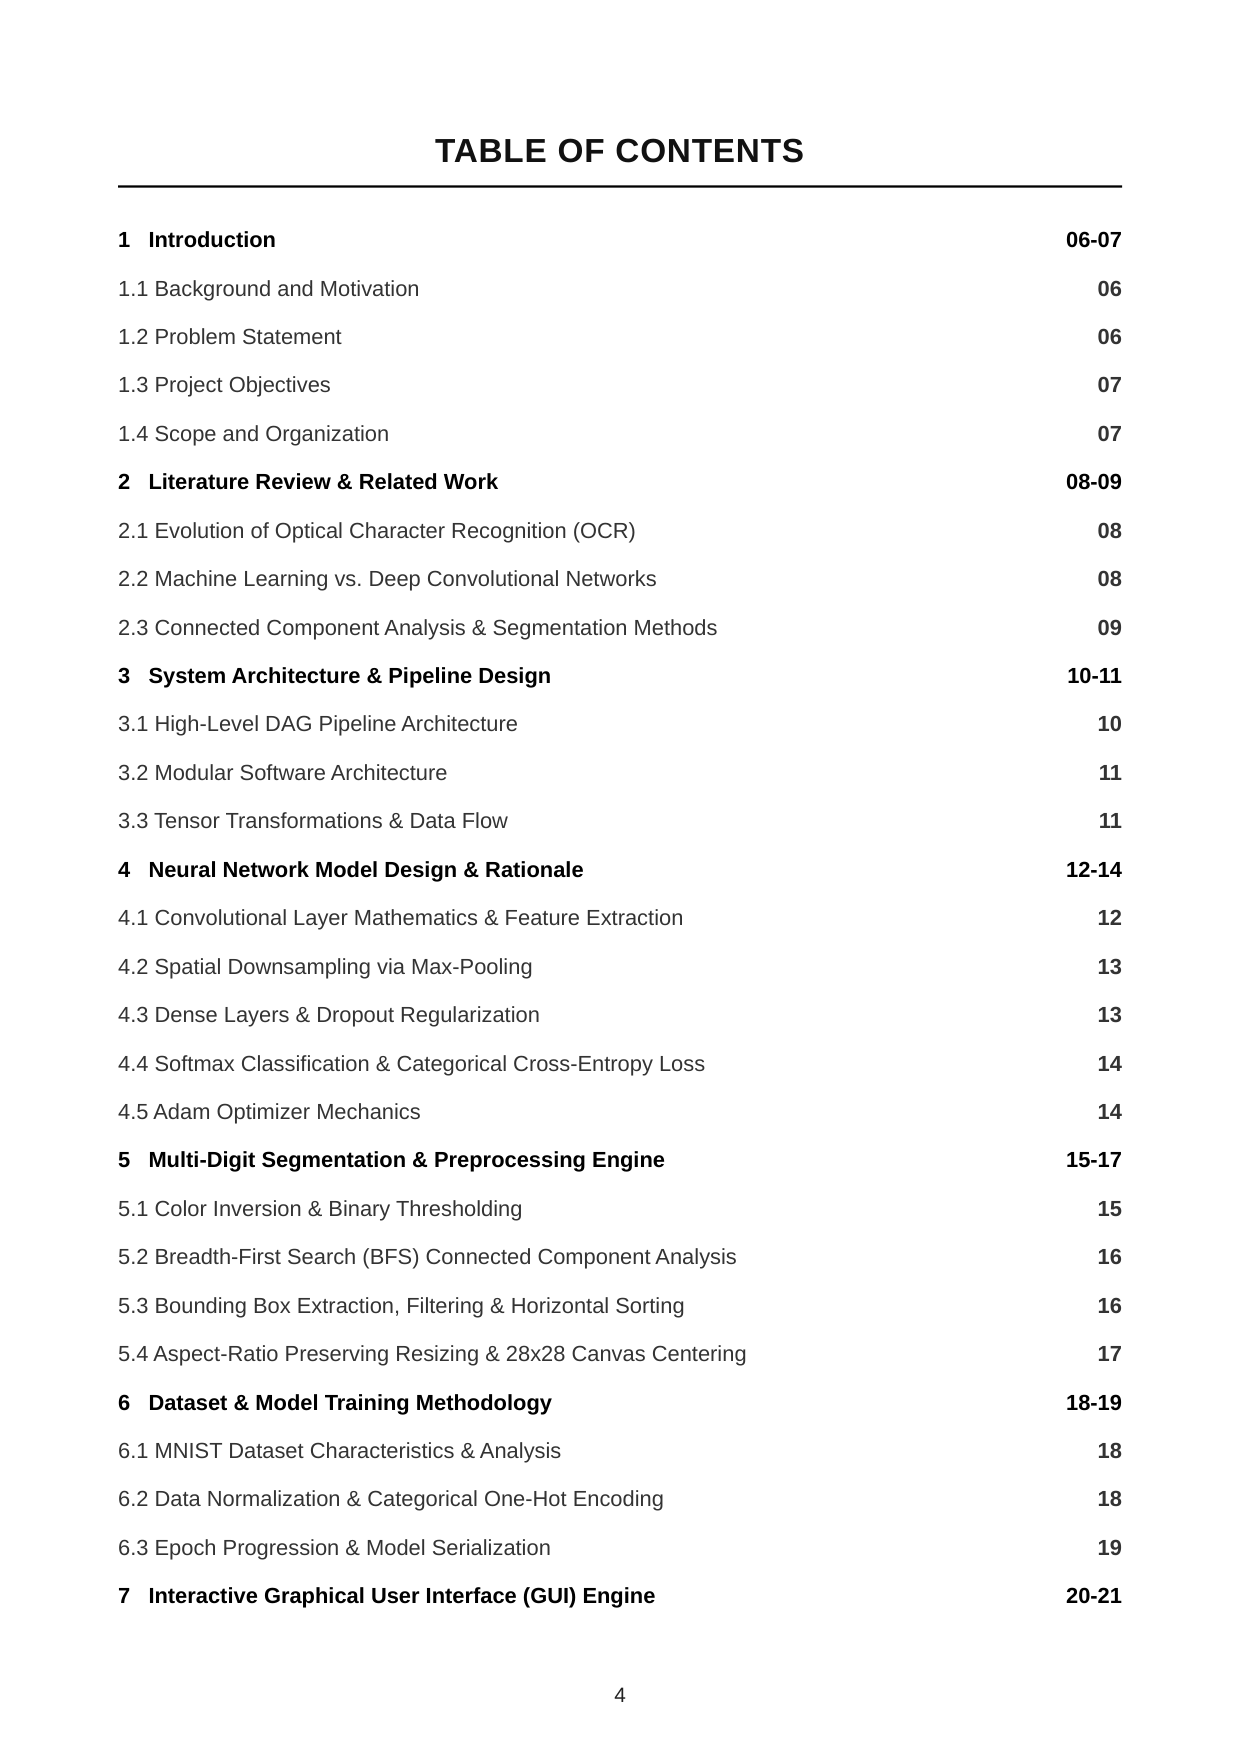 TABLE OF CONTENTS
1 Introduction 06-07
1.1 Background and Motivation 06
1.2 Problem Statement 06
1.3 Project Objectives 07
1.4 Scope and Organization 07
2 Literature Review & Related Work 08-09
2.1 Evolution of Optical Character Recognition (OCR) 08
2.2 Machine Learning vs. Deep Convolutional Networks 08
2.3 Connected Component Analysis & Segmentation Methods 09
3 System Architecture & Pipeline Design 10-11
3.1 High-Level DAG Pipeline Architecture 10
3.2 Modular Software Architecture 11
3.3 Tensor Transformations & Data Flow 11
4 Neural Network Model Design & Rationale 12-14
4.1 Convolutional Layer Mathematics & Feature Extraction 12
4.2 Spatial Downsampling via Max-Pooling 13
4.3 Dense Layers & Dropout Regularization 13
4.4 Softmax Classification & Categorical Cross-Entropy Loss 14
4.5 Adam Optimizer Mechanics 14
5 Multi-Digit Segmentation & Preprocessing Engine 15-17
5.1 Color Inversion & Binary Thresholding 15
5.2 Breadth-First Search (BFS) Connected Component Analysis 16
5.3 Bounding Box Extraction, Filtering & Horizontal Sorting 16
5.4 Aspect-Ratio Preserving Resizing & 28x28 Canvas Centering 17
6 Dataset & Model Training Methodology 18-19
6.1 MNIST Dataset Characteristics & Analysis 18
6.2 Data Normalization & Categorical One-Hot Encoding 18
6.3 Epoch Progression & Model Serialization 19
7 Interactive Graphical User Interface (GUI) Engine 20-21
4